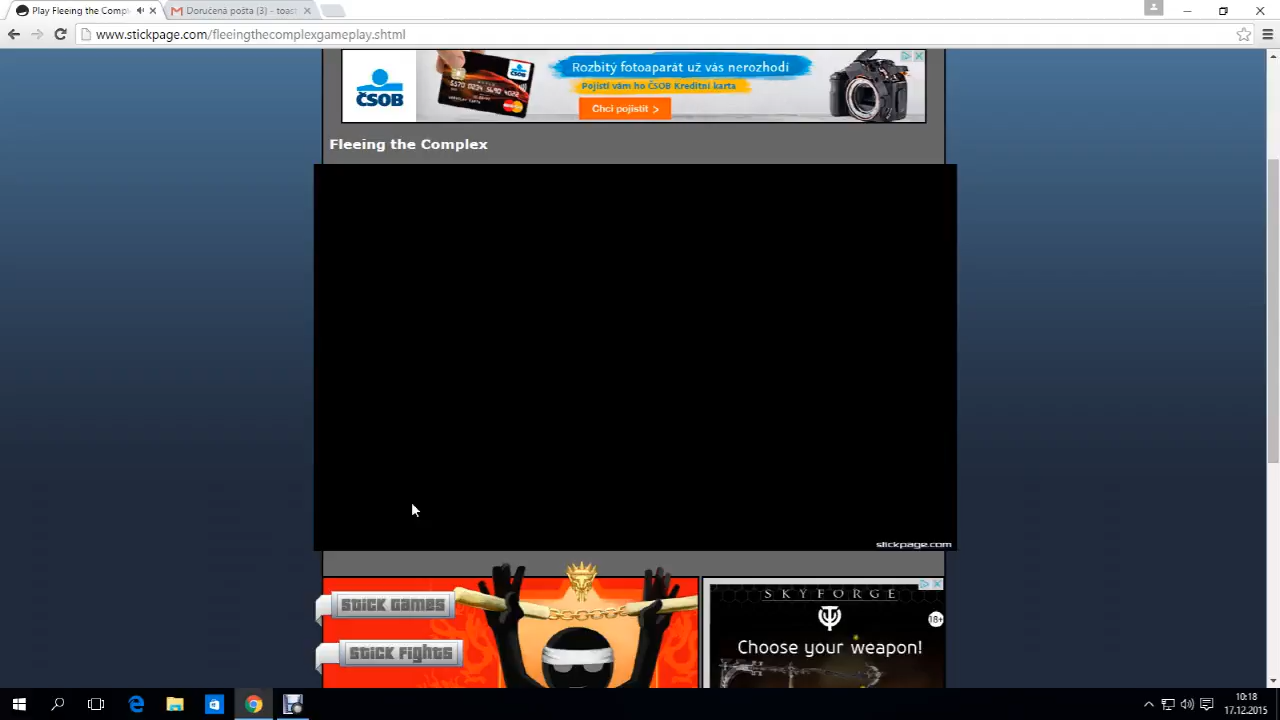 Play Fleeing the Comp
Doručená pošta (3) - toast
www.stickpage.com/fleeingthecomplexgameplay.shtml
ČSOB
Rozbitý fotoaparát už vás nerozhodí
Pojistí vám ho ČSOB Kreditní karta
Chci pojistit >
Fleeing the Complex
stickpage.com
STICK GAMES
STICK FIGHTS
SKYFORGE
18+
Choose your weapon!
10:18
17.12.2015